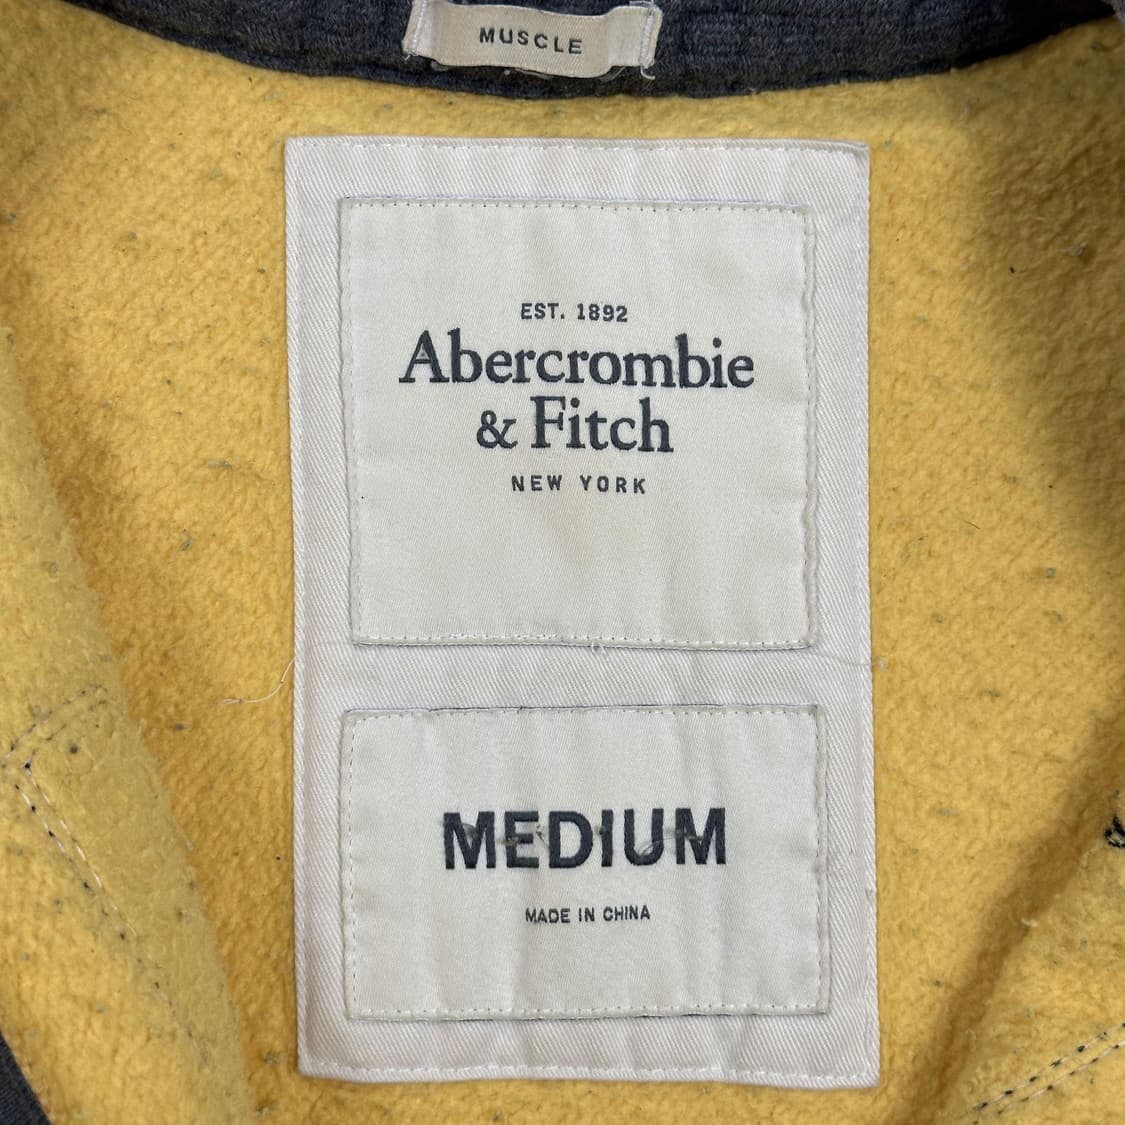 MUSCLE
EST. 1892
Abercrombie
& Fitch
NEW YORK
MEDIUM
MADE IN CHINA